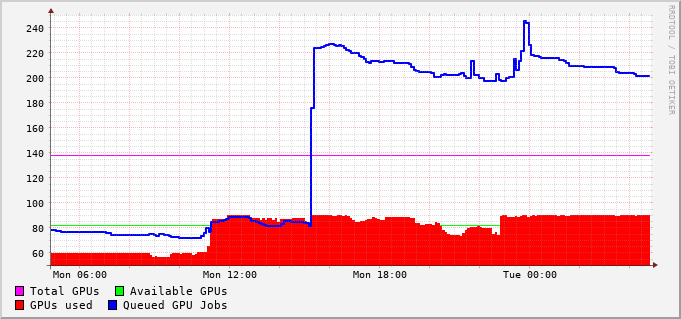 240
220
200
180
160
140
120
100
80
60
Mon 06:00 Mon 12:00 Mon 18:00 Tue 00:00
Total GPUs Available GPUs
GPUs used Queued GPU Jobs
RRDTOOL / TOBI OETIKER